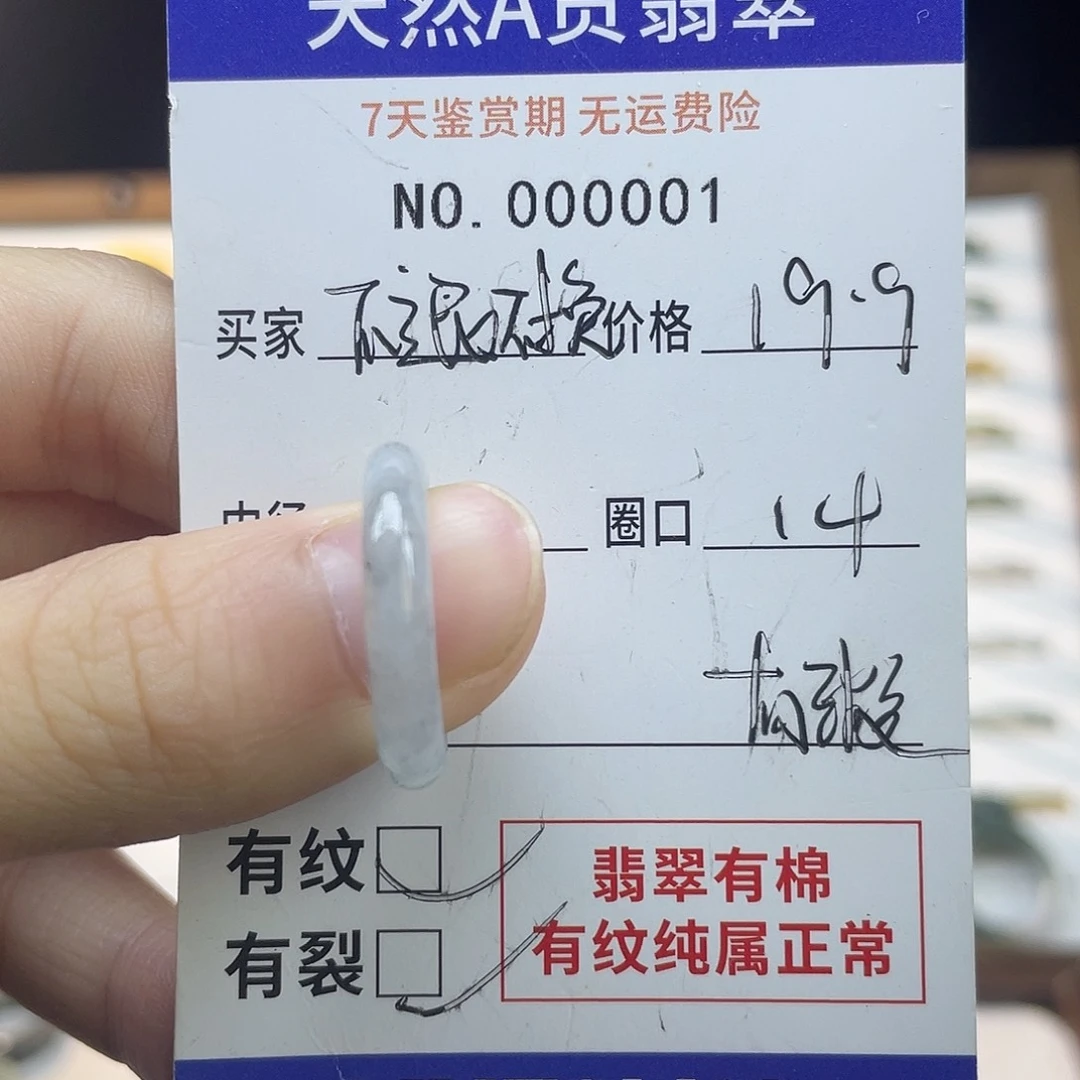 天然A货翡翠
7天鉴赏期 无运费险
NO. 000001
买家 价格 19.9
内径 圈口 14
有纹
有裂
翡翠有棉
有纹纯属正常